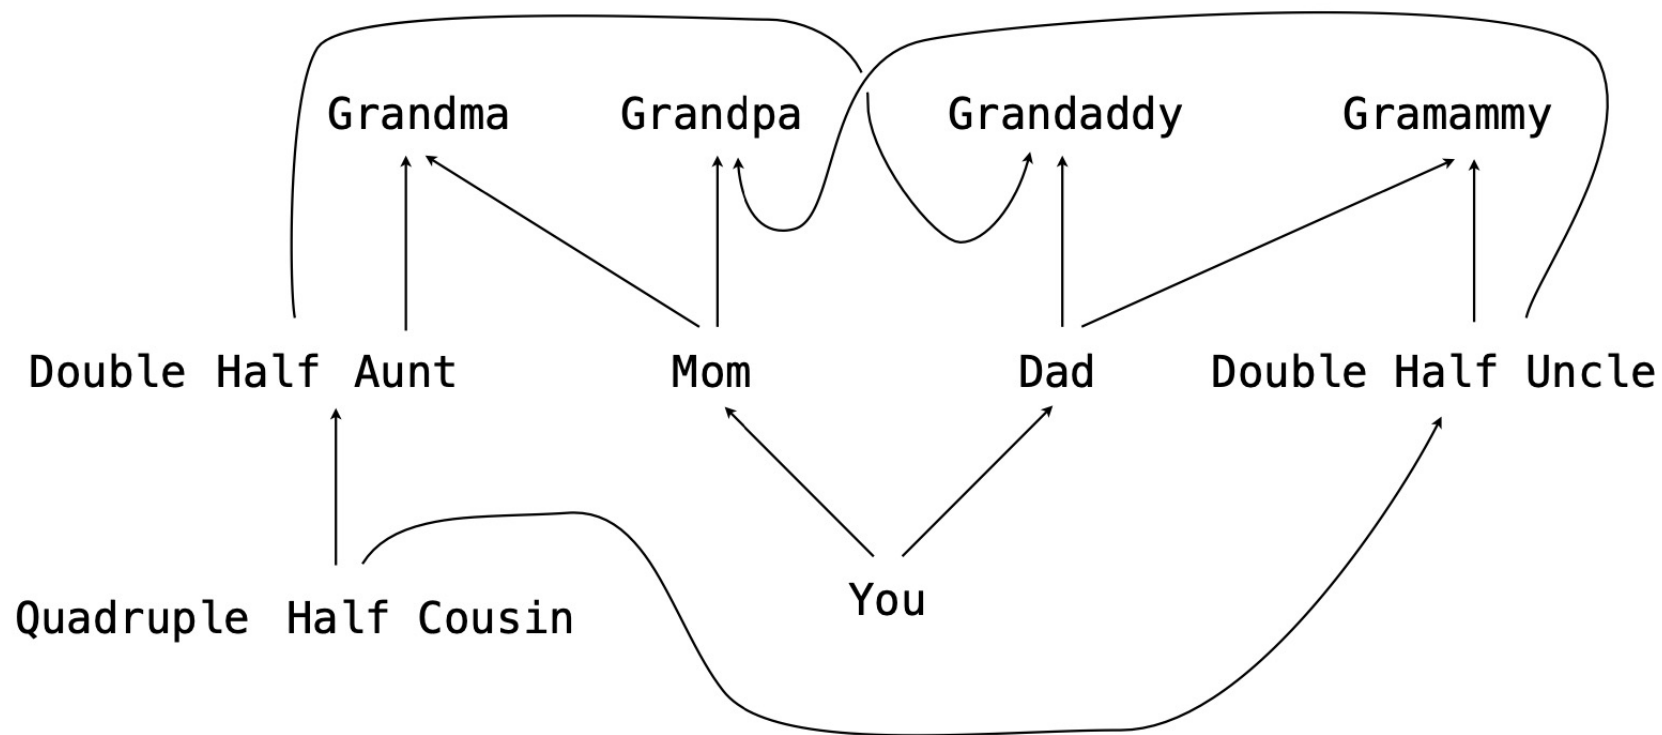 Grandma Grandpa Grandaddy Gramammy
Double Half Aunt Mom Dad Double Half Uncle
You
Quadruple Half Cousin